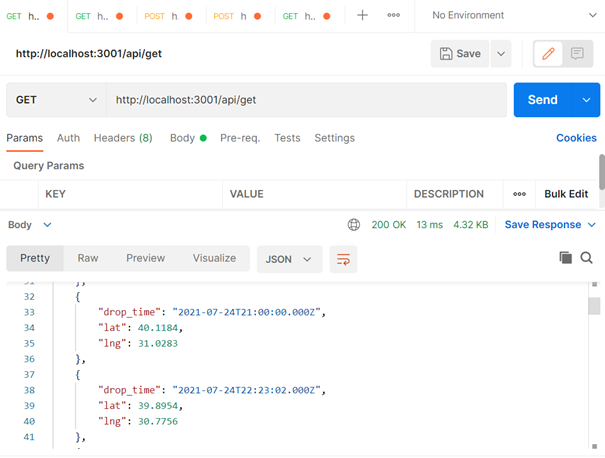 GET h.. GET h.. POST h. POST h. GET h.. + ooo No Environment
http://localhost:3001/api/get Save
GET http://localhost:3001/api/get Send
Params Auth Headers (8) Body Pre-req. Tests Settings Cookies
Query Params
KEY VALUE DESCRIPTION ooo Bulk Edit
Body 200 OK 13 ms 4.32 KB Save Response
Pretty Raw Preview Visualize JSON
31 },
32 {
33 "drop_time": "2021-07-24T21:00:00.000Z",
34 "lat": 40.1184,
35 "lng": 31.0283
36 },
37 {
38 "drop_time": "2021-07-24T22:23:02.000Z",
39 "lat": 39.8954,
40 "lng": 30.7756
41 },